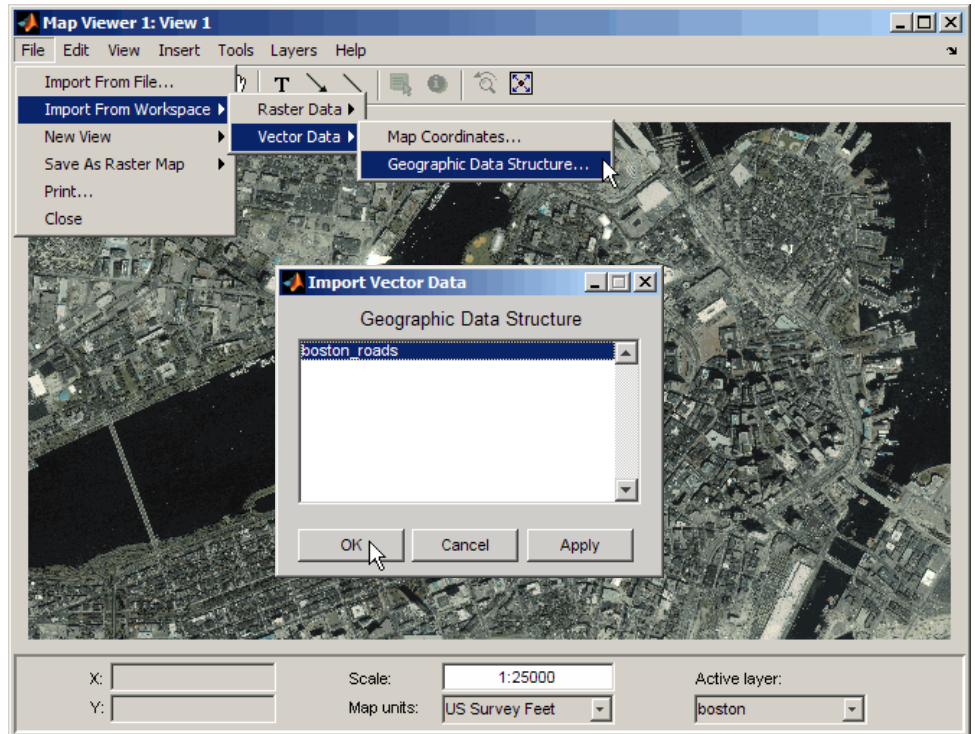 Map Viewer 1: View 1
File Edit View Insert Tools Layers Help
Import From File...
T
Import From Workspace
Raster Data
New View
Vector Data
Map Coordinates...
Save As Raster Map
Geographic Data Structure...
Print...
Close
Import Vector Data
Geographic Data Structure
boston_roads
OK Cancel Apply
X: Scale: 1:25000 Active layer:
Y: Map units: US Survey Feet boston